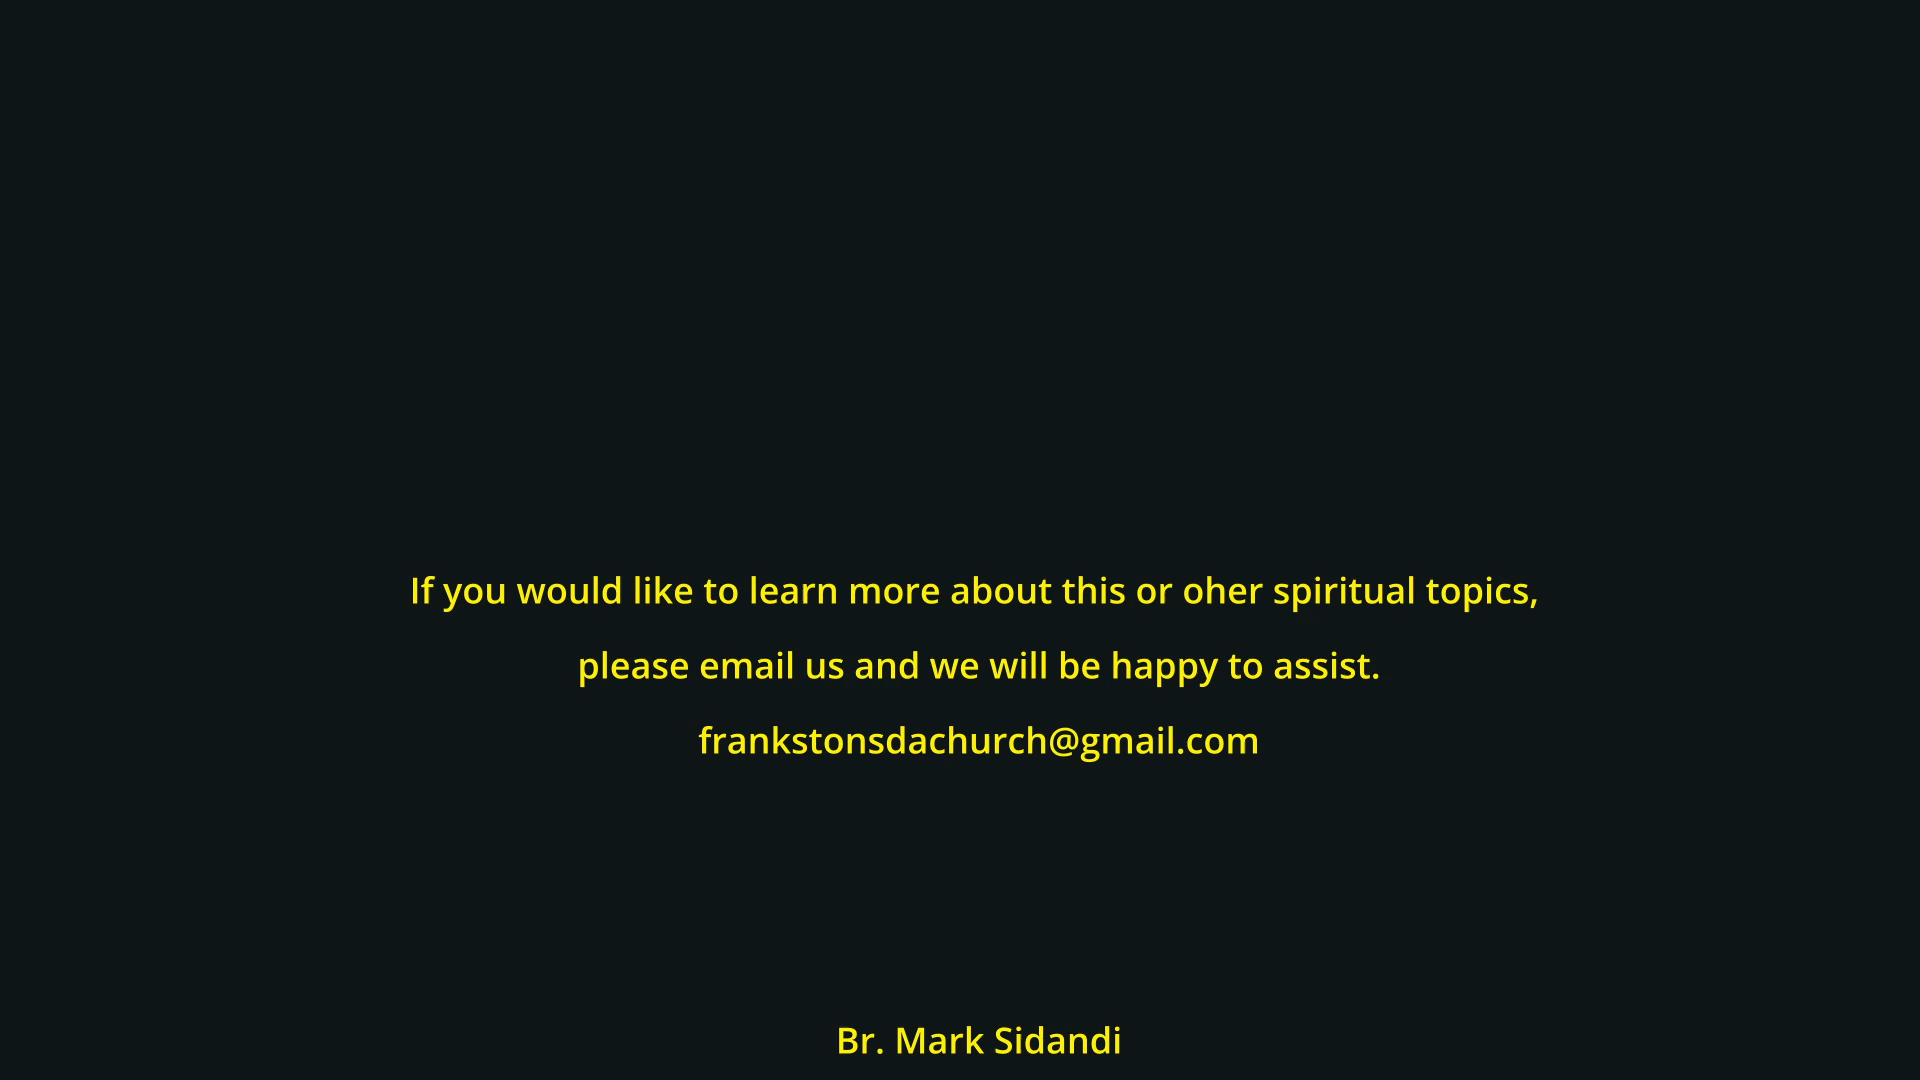 If you would like to learn more about this or oher spiritual topics,
please email us and we will be happy to assist.
frankstonsdachurch@gmail.com
Br. Mark Sidandi